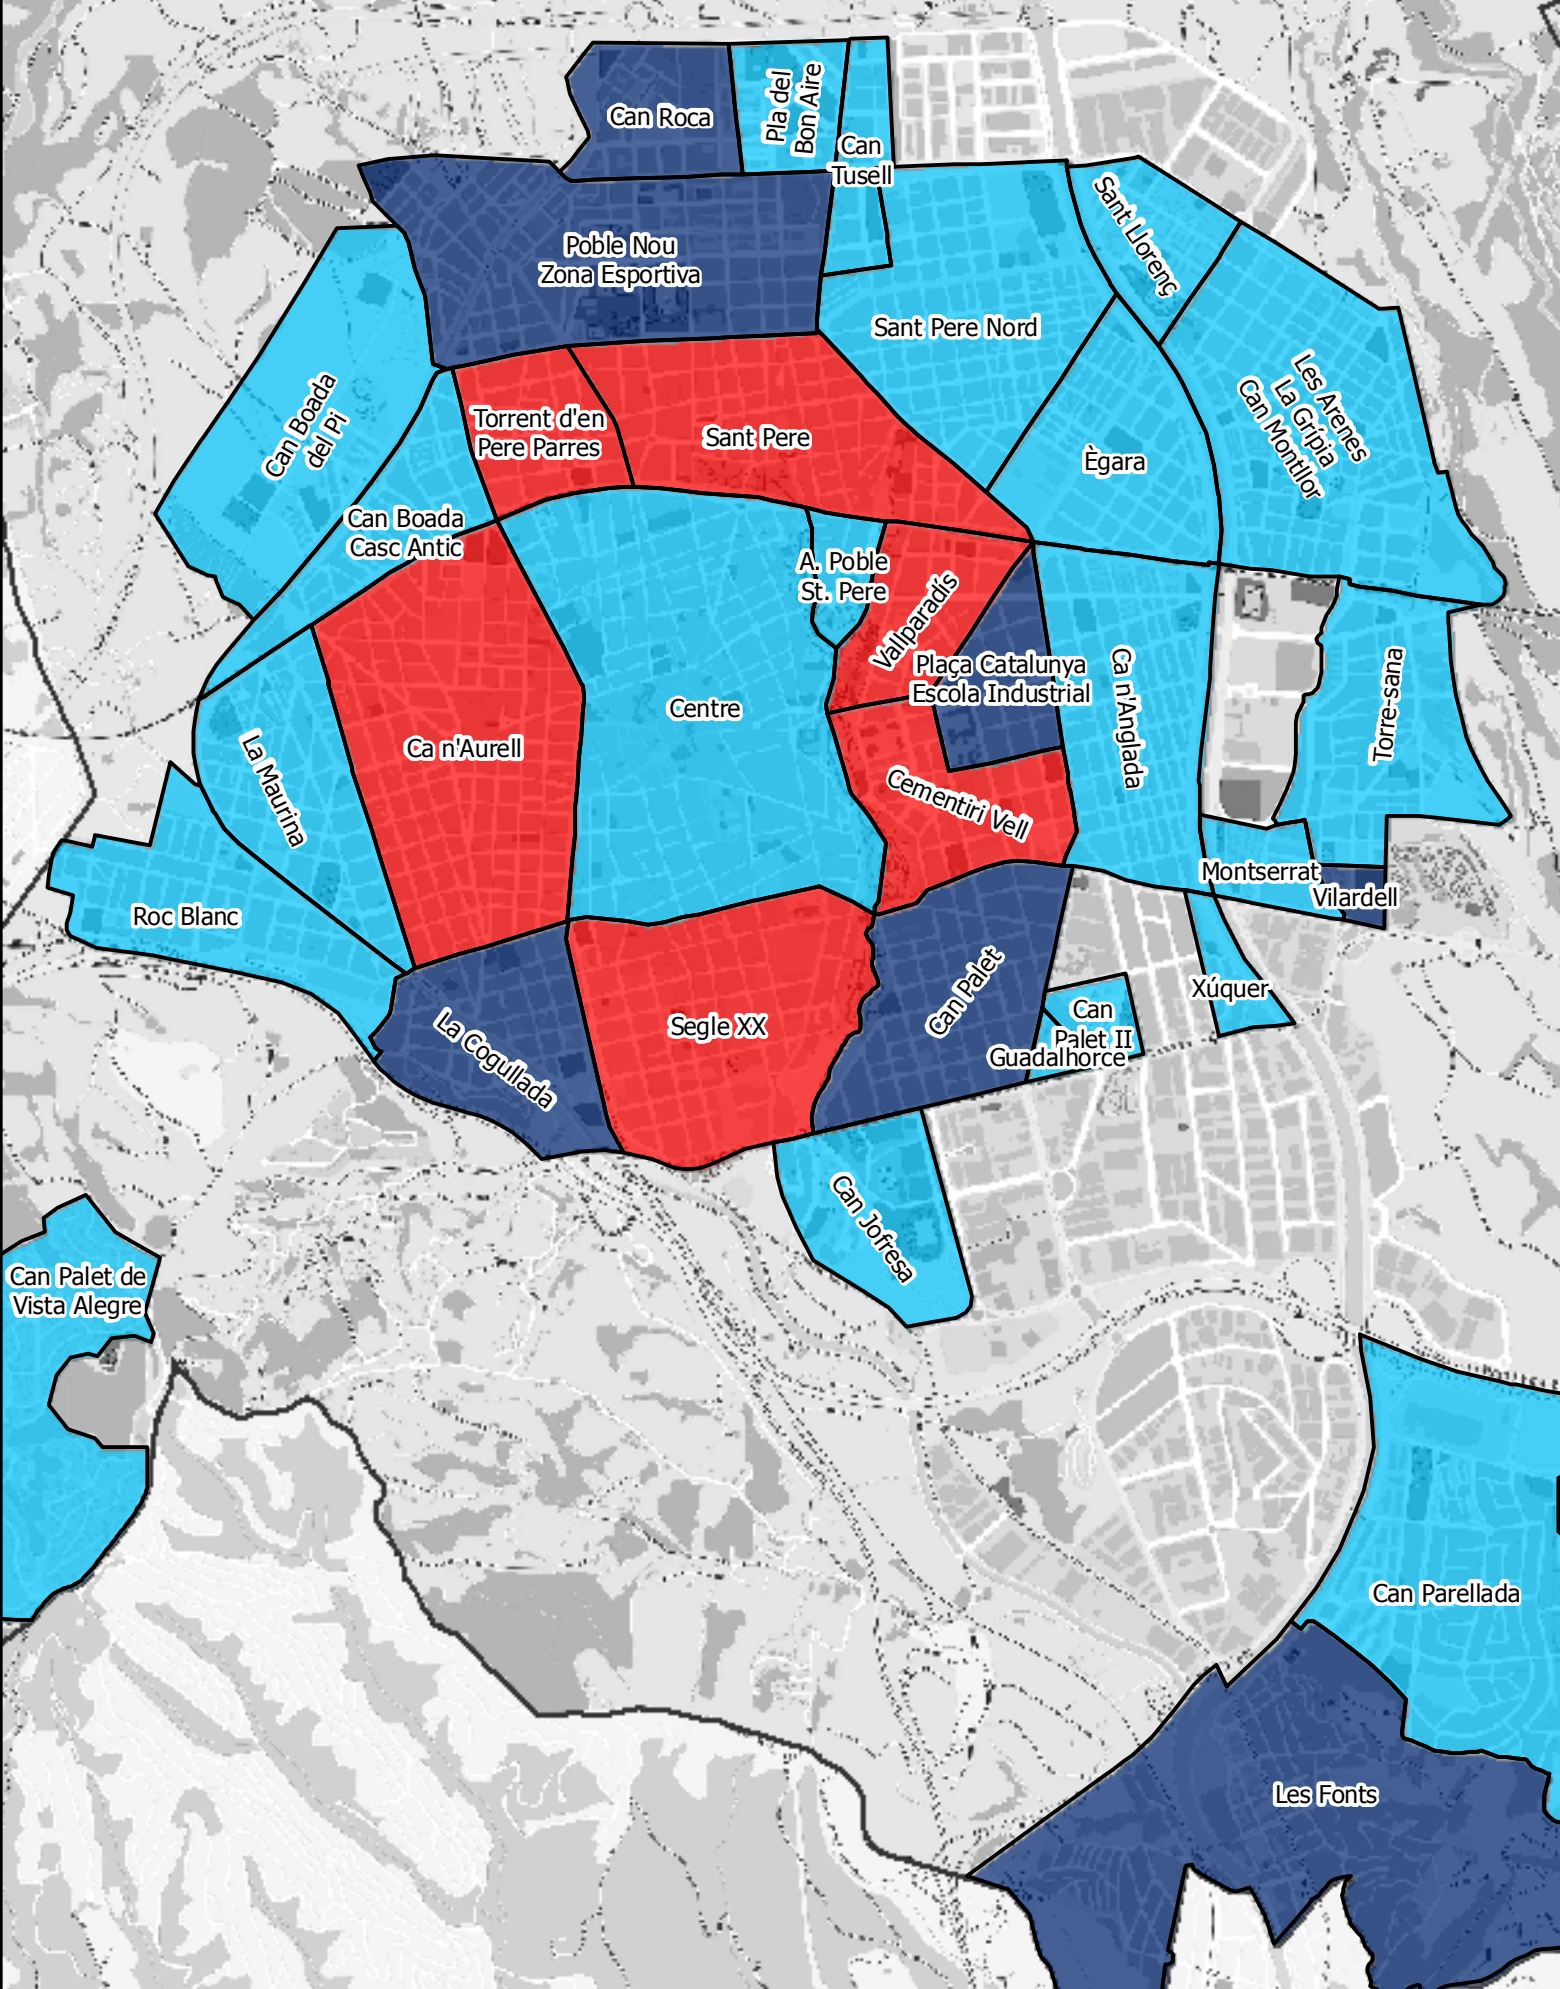 Can Roca
Pla del
Bon Aire
Can
Tusell
Sant Llorenç
Poble Nou
Zona Esportiva
Sant Pere Nord
Can Boada
del Pi
Torrent d'en
Pere Parres
Sant Pere
Ègara
Les Arenes
La Grípia
Can Montllor
Can Boada
Casc Antic
A. Poble
St. Pere
Vallparadís
Plaça Catalunya
Escola Industrial
Ca n'Anglada
Torre-sana
Centre
Ca n'Aurell
La Maurina
Cementiri Vell
Montserrat
Vilardell
Roc Blanc
Can Palet
Xúquer
Can
Palet II
Guadalhorce
Segle XX
La Cogullada
Can Jofresa
Can Palet de
Vista Alegre
Can Parellada
Les Fonts